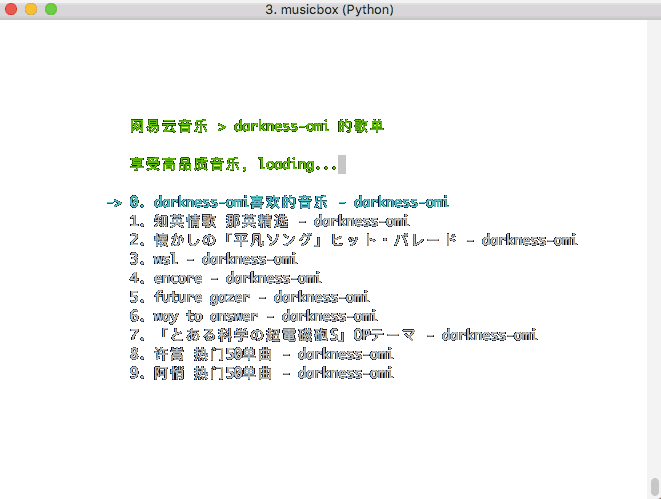 3. musicbox (Python)
网易云音乐 > darkness-omi 的歌单
享受高品质音乐, loading...
-> 0. darkness-omi喜欢的音乐 - darkness-omi
1. 知英情歌 那英精选 - darkness-omi
2. 懐かしの「平凡ソング」ヒット・パレード - darkness-omi
3. wsl - darkness-omi
4. encore - darkness-omi
5. future gazer - darkness-omi
6. way to answer - darkness-omi
7. 『とある科学の超電磁砲S』OPテーマ - darkness-omi
8. 许嵩 热门50单曲 - darkness-omi
9. 阿悄 热门50单曲 - darkness-omi